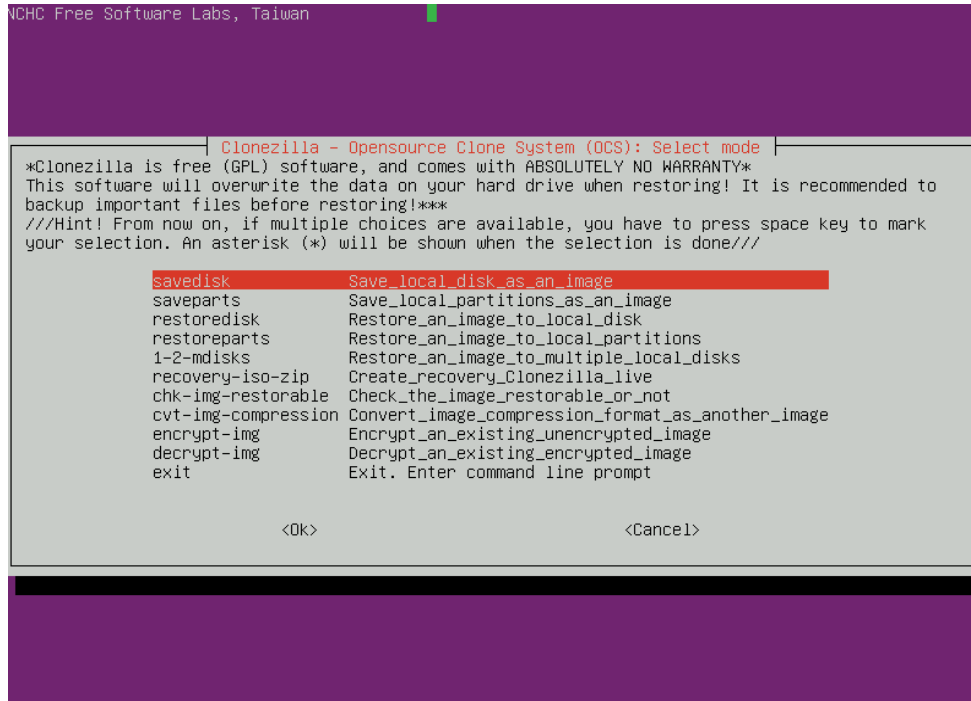 NCHC Free Software Labs, Taiwan
Clonezilla - Opensource Clone System (OCS): Select mode
*Clonezilla is free (GPL) software, and comes with ABSOLUTELY NO WARRANTY*
This software will overwrite the data on your hard drive when restoring! It is recommended to
backup important files before restoring!***
///Hint! From now on, if multiple choices are available, you have to press space key to mark
your selection. An asterisk (*) will be shown when the selection is done///
savedisk Save_local_disk_as_an_image
saveparts Save_local_partitions_as_an_image
restoredisk Restore_an_image_to_local_disk
restoreparts Restore_an_image_to_local_partitions
1-2-mdisks Restore_an_image_to_multiple_local_disks
recovery-iso-zip Create_recovery_Clonezilla_live
chk-img-restorable Check_the_image_restorable_or_not
cvt-img-compression Convert_image_compression_format_as_another_image
encrypt-img Encrypt_an_existing_unencrypted_image
decrypt-img Decrypt_an_existing_encrypted_image
exit Exit. Enter command line prompt
<Ok> <Cancel>